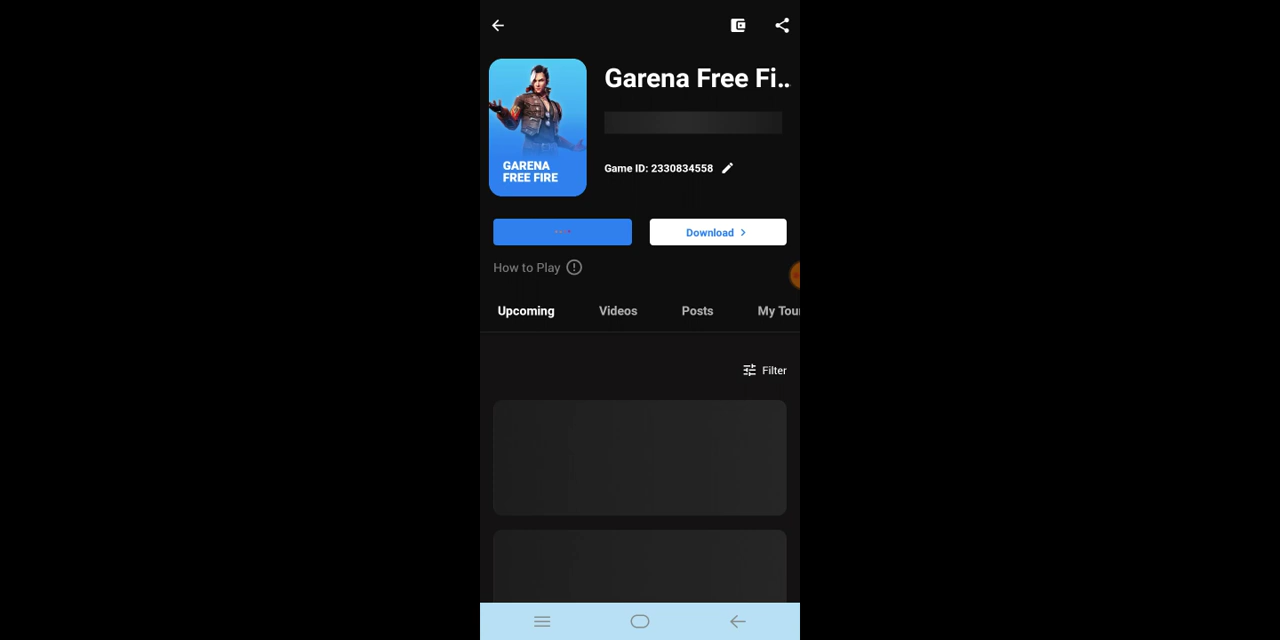 Garena Free Fi..
GARENA
FREE FIRE
Game ID: 2330834558
Download
How to Play
Upcoming
Videos
Posts
My Tour
Filter